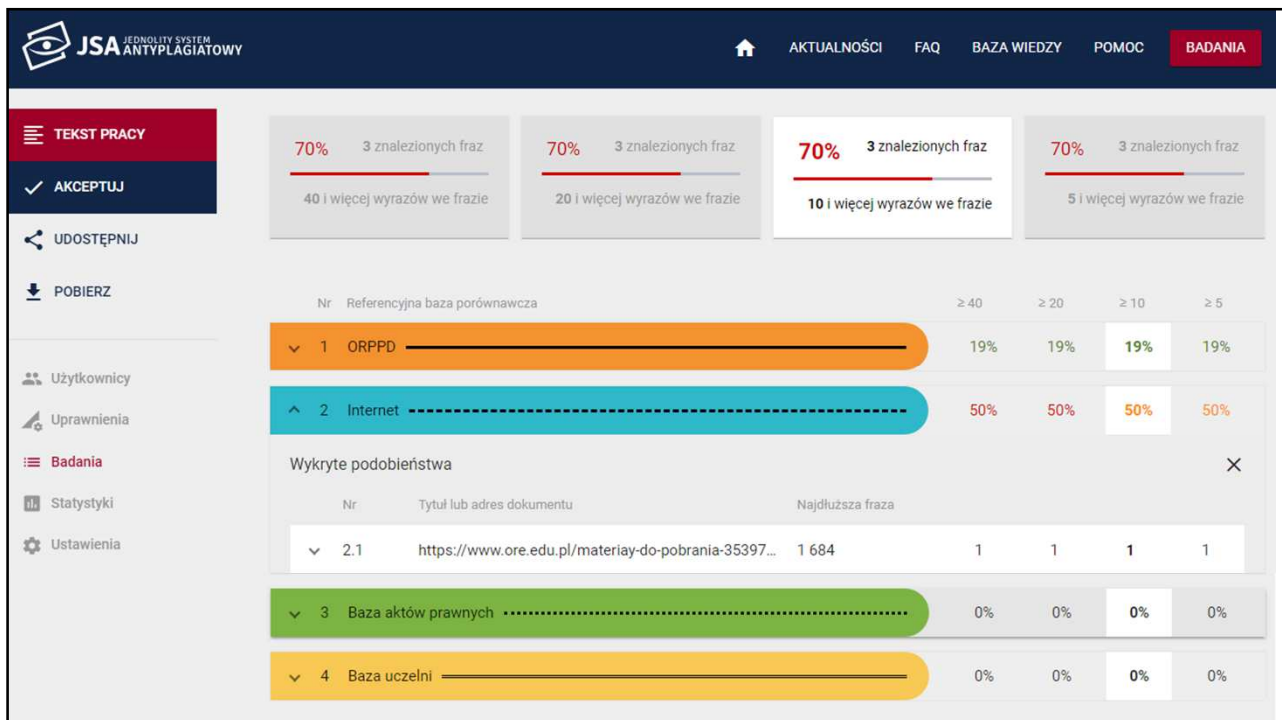 JSA JEDNOLITY SYSTEM ANTYPLAGIATOWY
AKTUALNOŚCI FAQ BAZA WIEDZY POMOC BADANIA
TEKST PRACY
AKCEPTUJ
UDOSTĘPNIJ
POBIERZ
Użytkownicy
Uprawnienia
Badania
Statystyki
Ustawienia
70% 3 znalezionych fraz
40 i więcej wyrazów we frazie
70% 3 znalezionych fraz
20 i więcej wyrazów we frazie
70% 3 znalezionych fraz
10 i więcej wyrazów we frazie
70% 3 znalezionych fraz
5 i więcej wyrazów we frazie
Nr Referencyjna baza porównawcza ≥ 40 ≥ 20 ≥ 10 ≥ 5
1 ORPPD 19% 19% 19% 19%
2 Internet 50% 50% 50% 50%
Wykryte podobieństwa
Nr Tytuł lub adres dokumentu Najdłuższa fraza
2.1 https://www.ore.edu.pl/materiay-do-pobrania-35397... 1 684 1 1 1 1
3 Baza aktów prawnych 0% 0% 0% 0%
4 Baza uczelni 0% 0% 0% 0%